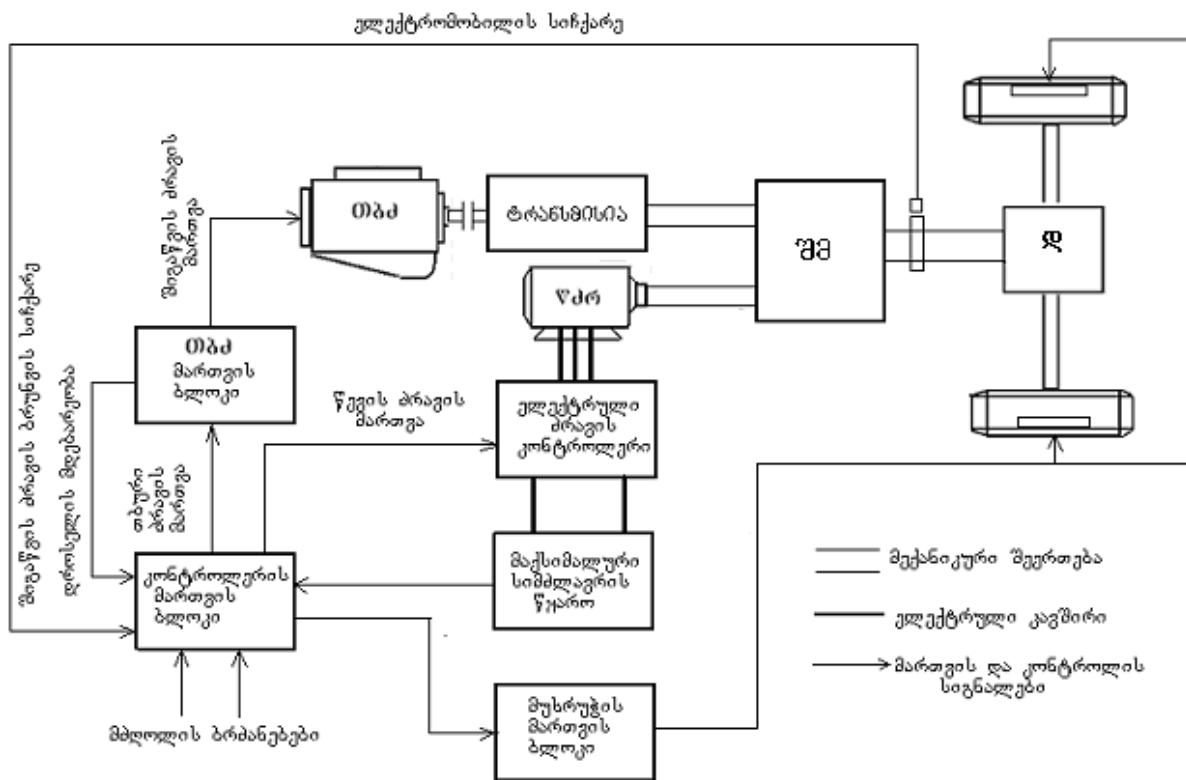 ელექტრომობილის სიჩქარე
შიგაწვის ძრავის
მართვა
თბძ
ტრანსმისია
შმ
დ
წძრ
თბძ
მართვის
ბლოკი
წევის ძრავის
მართვა
ელექტრული
ძრავის
კონტროლერი
შიგაწვის ძრავის ბრუნვის სიჩქარე
დროსელის მდებარეობა
თბური
ძრავის
მართვა
კონტროლერის
მართვის
ბლოკი
მაქსიმალური
სიმძლავრის
წყარო
მექანიკური შეერთება
ელექტრული კავშირი
მართვის და კონტროლის
სიგნალები
მუხრუჭის
მართვის
ბლოკი
მძღოლის ბრძანებები